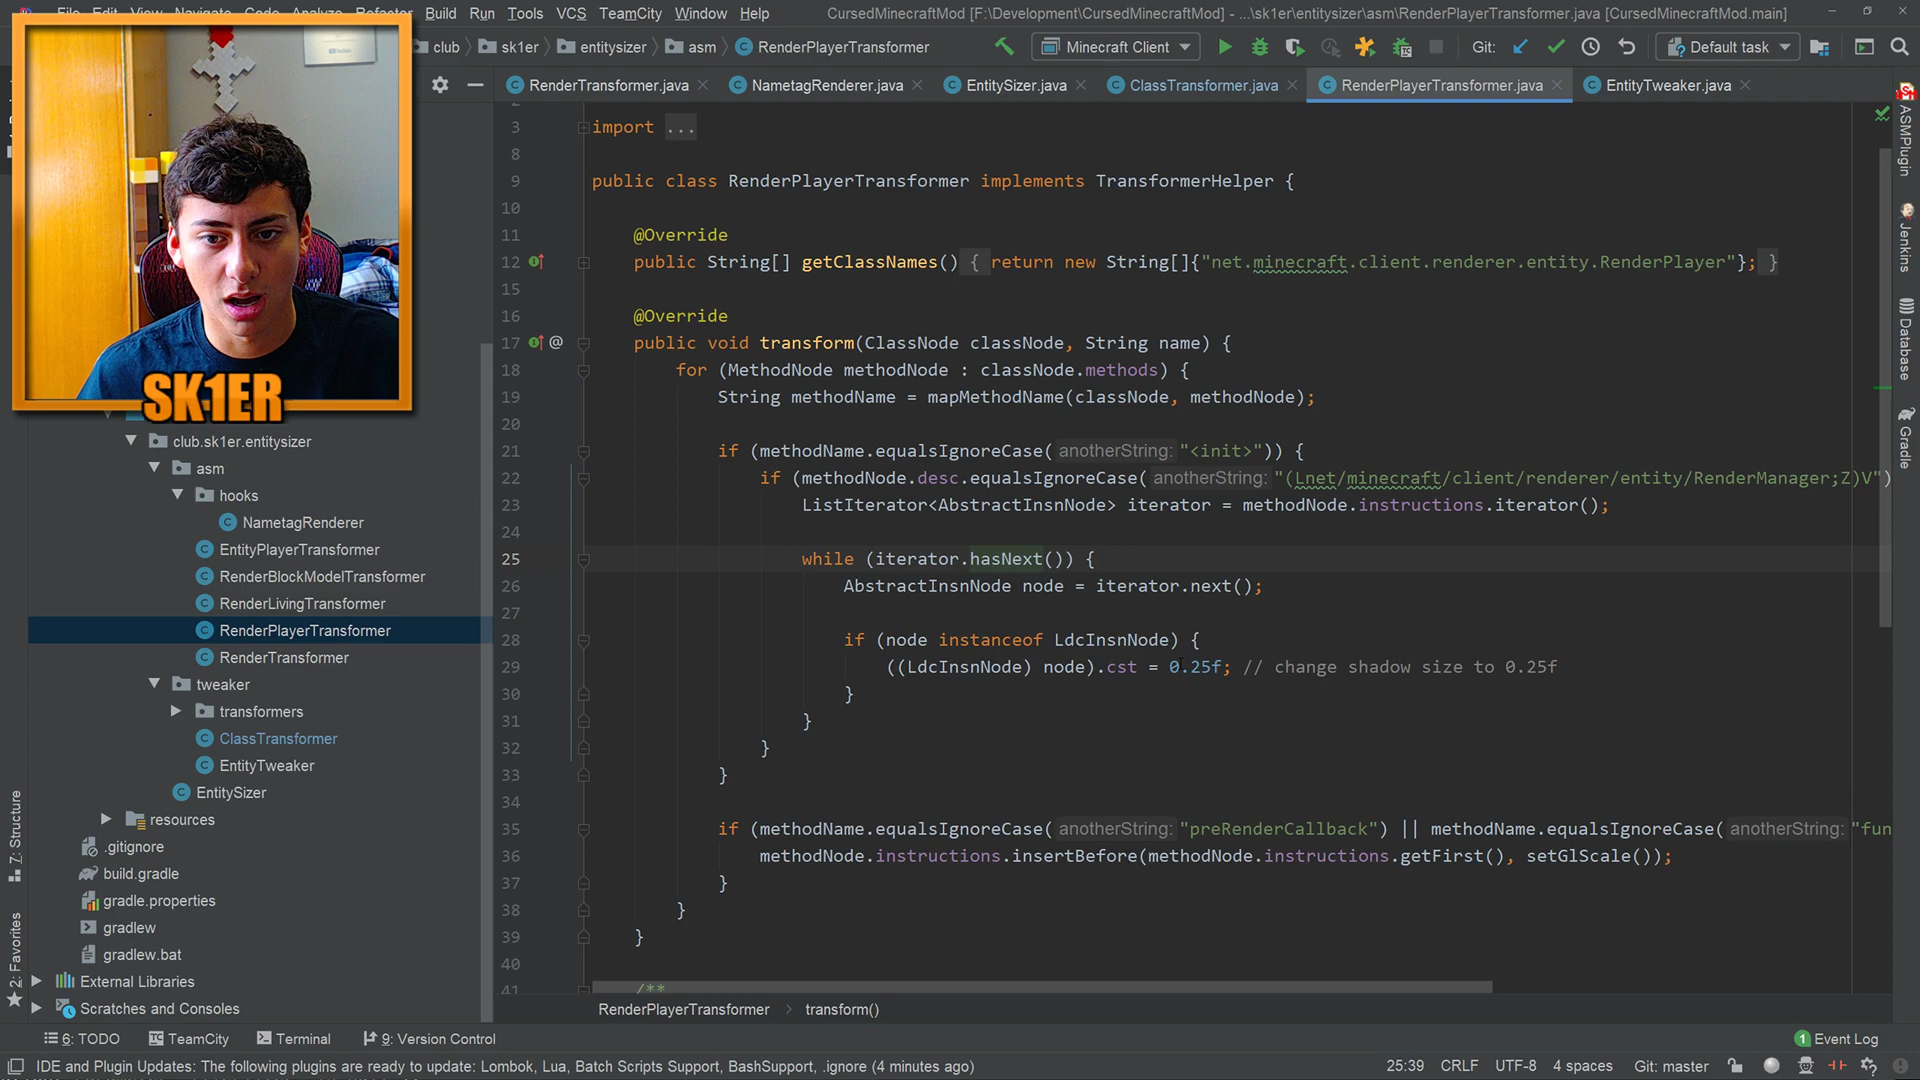 File Edit View Navigate Code Analyze Refactor Build Run Tools VCS TeamCity Window Help CursedMinecraftMod [F:\Development\CursedMinecraftMod] - ...\sk1er\entitysizer\asm\RenderPlayerTransformer.java [CursedMinecraftMod.main]
club sk1er entitysizer asm RenderPlayerTransformer Minecraft Client Git: Default task
RenderTransformer.java NametagRenderer.java EntitySizer.java ClassTransformer.java RenderPlayerTransformer.java EntityTweaker.java
SK1ER
club.sk1er.entitysizer
asm
hooks
NametagRenderer
EntityPlayerTransformer
RenderBlockModelTransformer
RenderLivingTransformer
RenderPlayerTransformer
RenderTransformer
tweaker
transformers
ClassTransformer
EntityTweaker
EntitySizer
resources
.gitignore
build.gradle
gradle.properties
gradlew
gradlew.bat
External Libraries
Scratches and Consoles
7: Structure
2: Favorites
2
3 import ...
8
9 public class RenderPlayerTransformer implements TransformerHelper {
10
11 @Override
12 public String[] getClassNames() { return new String[]{"net.minecraft.client.renderer.entity.RenderPlayer"}; }
15
16 @Override
17 @ public void transform(ClassNode classNode, String name) {
18 for (MethodNode methodNode : classNode.methods) {
19 String methodName = mapMethodName(classNode, methodNode);
20
21 if (methodName.equalsIgnoreCase( anotherString: "<init>")) {
22 if (methodNode.desc.equalsIgnoreCase( anotherString: "(Lnet/minecraft/client/renderer/entity/RenderManager;Z)V")
23 ListIterator<AbstractInsnNode> iterator = methodNode.instructions.iterator();
24
25 while (iterator.hasNext()) {
26 AbstractInsnNode node = iterator.next();
27
28 if (node instanceof LdcInsnNode) {
29 ((LdcInsnNode) node).cst = 0.25f; // change shadow size to 0.25f
30 }
31 }
32 }
33 }
34
35 if (methodName.equalsIgnoreCase( anotherString: "preRenderCallback") || methodName.equalsIgnoreCase( anotherString: "fun
36 methodNode.instructions.insertBefore(methodNode.instructions.getFirst(), setGlScale());
37 }
38 }
39 }
40
41 /**
RenderPlayerTransformer transform()
ASMPlugin
Jenkins
Database
Gradle
6: TODO TeamCity Terminal 9: Version Control 1 Event Log
IDE and Plugin Updates: The following plugins are ready to update: Lombok, Lua, Batch Scripts Support, BashSupport, .ignore (4 minutes ago) 25:39 CRLF UTF-8 4 spaces Git: master